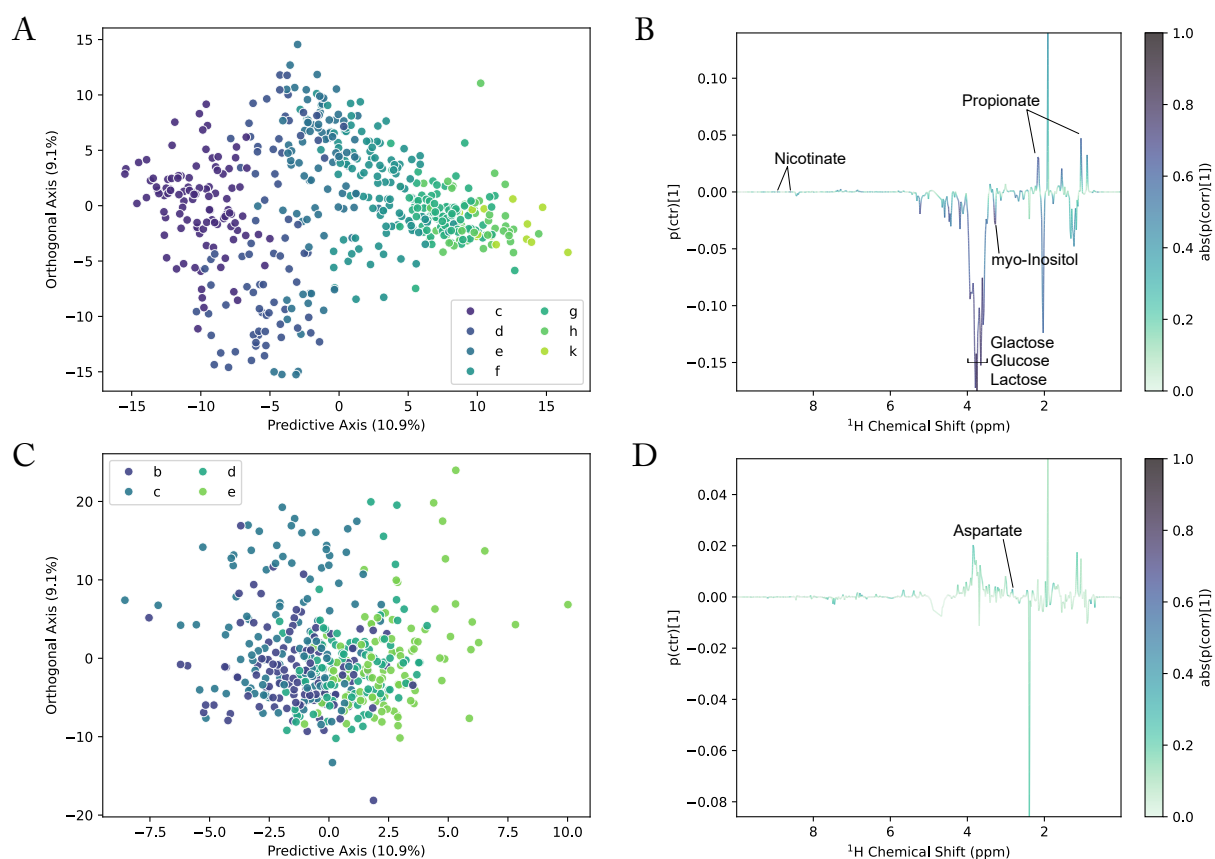 A
15
10
5
0
−5
−10
−15
Orthogonal Axis (9.1%)
c
d
e
f
g
h
k
−15
−10
−5
0
5
10
15
Predictive Axis (10.9%)
B
0.10
0.05
0.00
−0.05
−0.10
−0.15
p(ctr)[1]
Propionate
Nicotinate
myo-Inositol
Glactose
Glucose
Lactose
8
6
4
2
¹H Chemical Shift (ppm)
1.0
0.8
0.6
0.4
0.2
0.0
abs(p(corr)[1])
C
20
10
0
−10
−20
Orthogonal Axis (9.1%)
b
c
d
e
−7.5
−5.0
−2.5
0.0
2.5
5.0
7.5
10.0
Predictive Axis (10.9%)
D
0.04
0.02
0.00
−0.02
−0.04
−0.06
−0.08
p(ctr)[1]
Aspartate
8
6
4
2
¹H Chemical Shift (ppm)
1.0
0.8
0.6
0.4
0.2
0.0
abs(p(corr)[1])